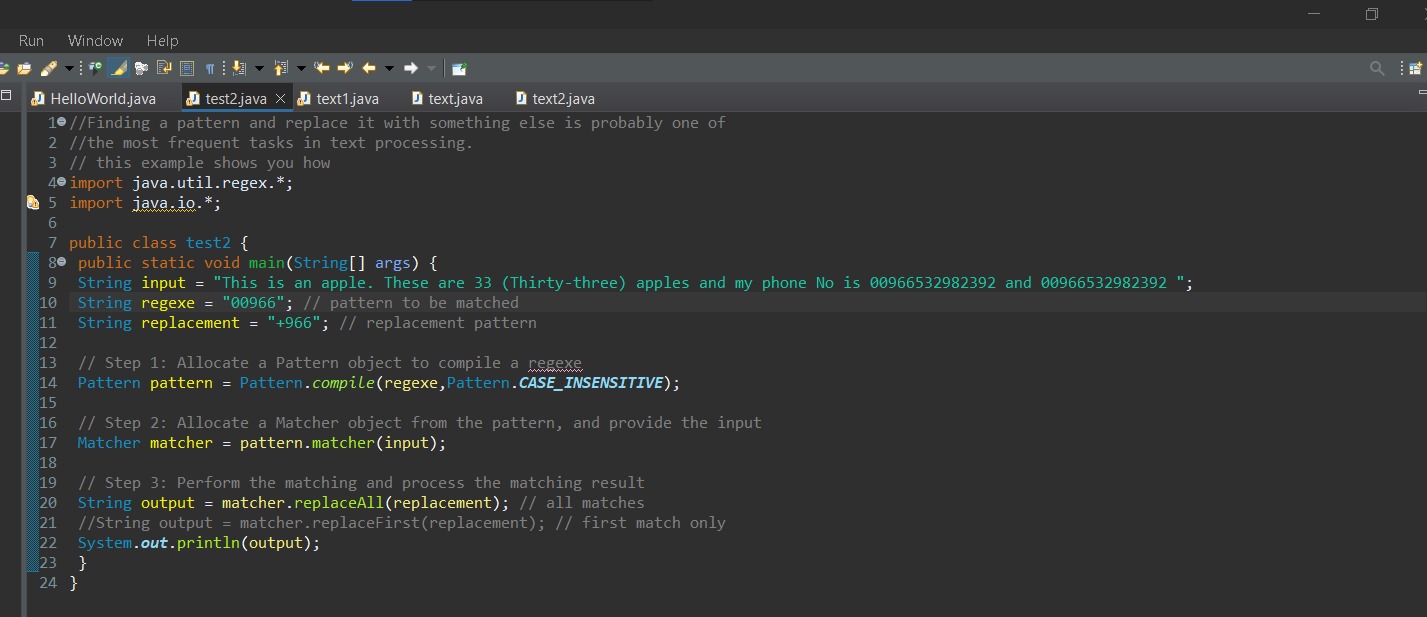 Run Window Help
HelloWorld.java test2.java text1.java text.java text2.java
1 //Finding a pattern and replace it with something else is probably one of
2 //the most frequent tasks in text processing.
3 // this example shows you how
4 import java.util.regex.*;
5 import java.io.*;
6
7 public class test2 {
8 public static void main(String[] args) {
9 String input = "This is an apple. These are 33 (Thirty-three) apples and my phone No is 00966532982392 and 00966532982392 ";
10 String regexe = "00966"; // pattern to be matched
11 String replacement = "+966"; // replacement pattern
12
13 // Step 1: Allocate a Pattern object to compile a regexe
14 Pattern pattern = Pattern.compile(regexe,Pattern.CASE_INSENSITIVE);
15
16 // Step 2: Allocate a Matcher object from the pattern, and provide the input
17 Matcher matcher = pattern.matcher(input);
18
19 // Step 3: Perform the matching and process the matching result
20 String output = matcher.replaceAll(replacement); // all matches
21 //String output = matcher.replaceFirst(replacement); // first match only
22 System.out.println(output);
23 }
24 }